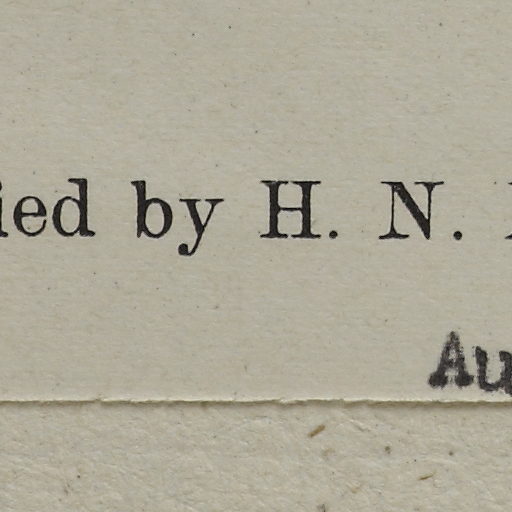 ied by H. N.
Au